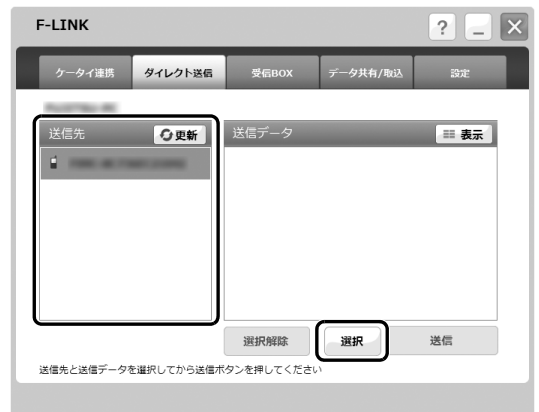 F-LINK
? _ X
ケータイ連携 ダイレクト送信 受信BOX データ共有/取込 設定
送信先 更新 送信データ 表示
選択解除 選択 送信
送信先と送信データを選択してから送信ボタンを押してください